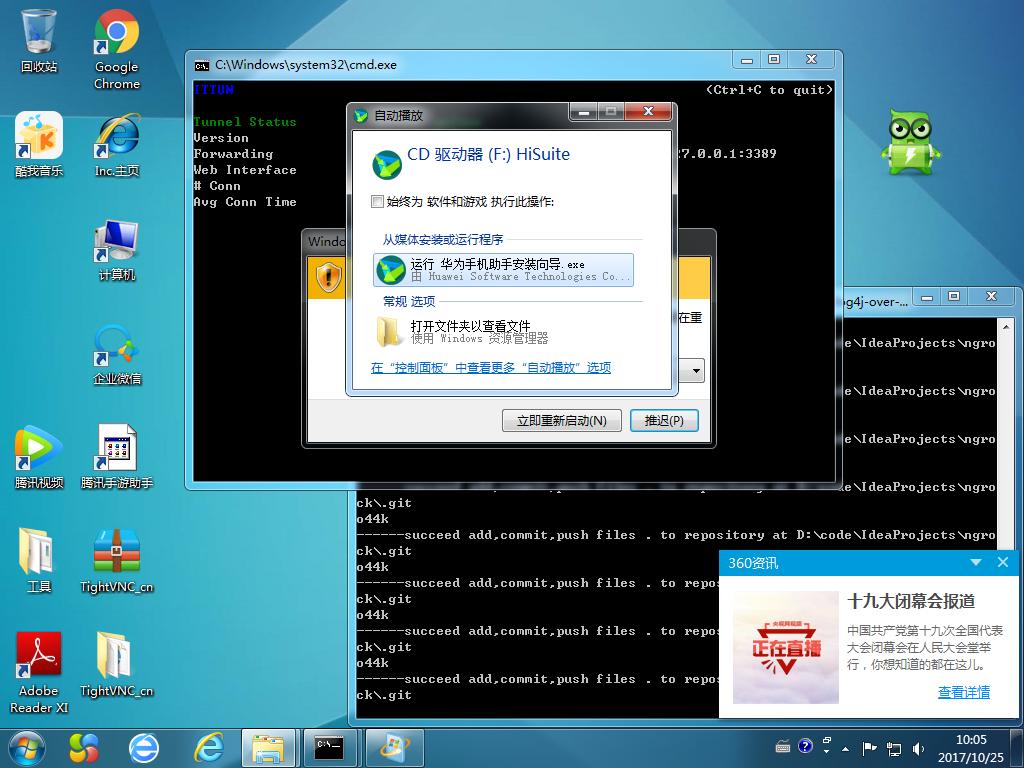 回收站
Google
Chrome
酷我音乐
Inc.主页
计算机
企业微信
腾讯视频
腾讯手游助手
工具
TightVNC_cn
Adobe
Reader XI
TightVNC_cn
C:\Windows\system32\cmd.exe
ITTUN
(Ctrl+C to quit)
Tunnel Status
Version
Forwarding
27.0.0.1:3389
Web Interface
# Conn
Avg Conn Time
自动播放
CD 驱动器 (F:) HiSuite
始终为 软件和游戏 执行此操作:
从媒体安装或运行程序
运行 华为手机助手安装向导.exe
由 Huawei Software Technologies Co...
常规 选项
打开文件夹以查看文件
使用 Windows 资源管理器
在“控制面板”中查看更多“自动播放”选项
Windo
在重
立即重新启动(N)
推迟(P)
og4j-over-...
e\IdeaProjects\ngro
e\IdeaProjects\ngro
e\IdeaProjects\ngro
e\IdeaProjects\ngro
ck\.git
o44k
------succeed add,commit,push files . to repository at D:\code\IdeaProjects\ngro
ck\.git
o44k
------succeed add,commit,push files . to repos
ck\.git
o44k
------succeed add,commit,push files . to repos
ck\.git
o44k
------succeed add,commit,push files . to repos
ck\.git
360资讯
十九大闭幕会报道
央视网视频
正在直播
中国共产党第十九次全国代表
大会闭幕会在人民大会堂举
行，你想知道的都在这儿。
查看详情
10:05
2017/10/25